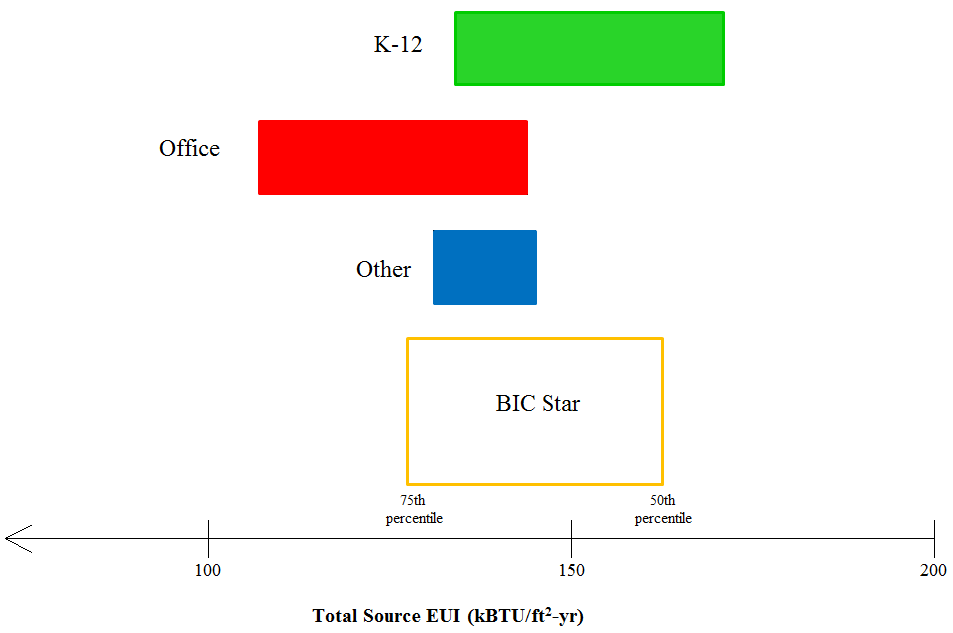 K-12
Office
Other
BIC Star
75th
percentile
50th
percentile
100
150
200
Total Source EUI (kBTU/ft²-yr)